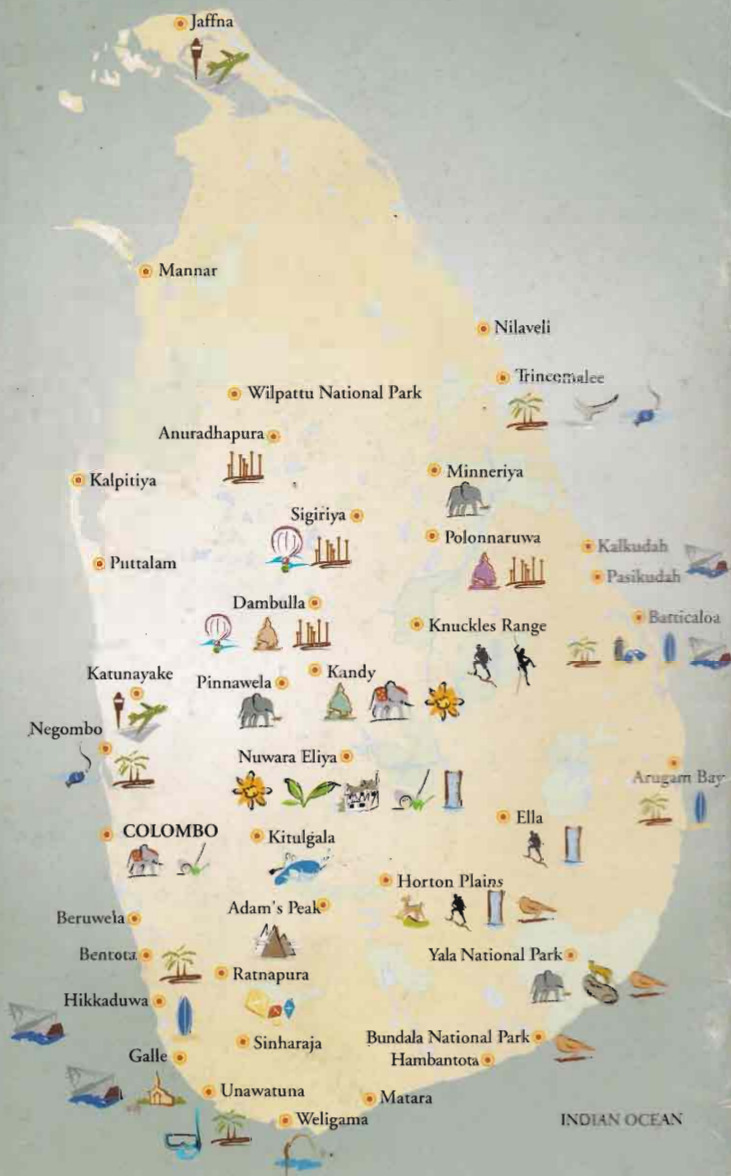 Jaffna
Mannar
Nilaveli
Trincomalee
Wilpattu National Park
Anuradhapura
Kalpitiya
Minneriya
Sigiriya
Polonnaruwa
Kalkudah
Puttalam
Pasikudah
Dambulla
Batticaloa
Knuckles Range
Katunayake
Kandy
Pinnawela
Negombo
Nuwara Eliya
Arugam Bay
Ella
COLOMBO
Kitulgala
Horton Plains
Adam's Peak
Beruwela
Bentota
Yala National Park
Ratnapura
Hikkaduwa
Bundala National Park
Sinharaja
Galle
Hambantota
Unawatuna
Matara
Weligama
INDIAN OCEAN